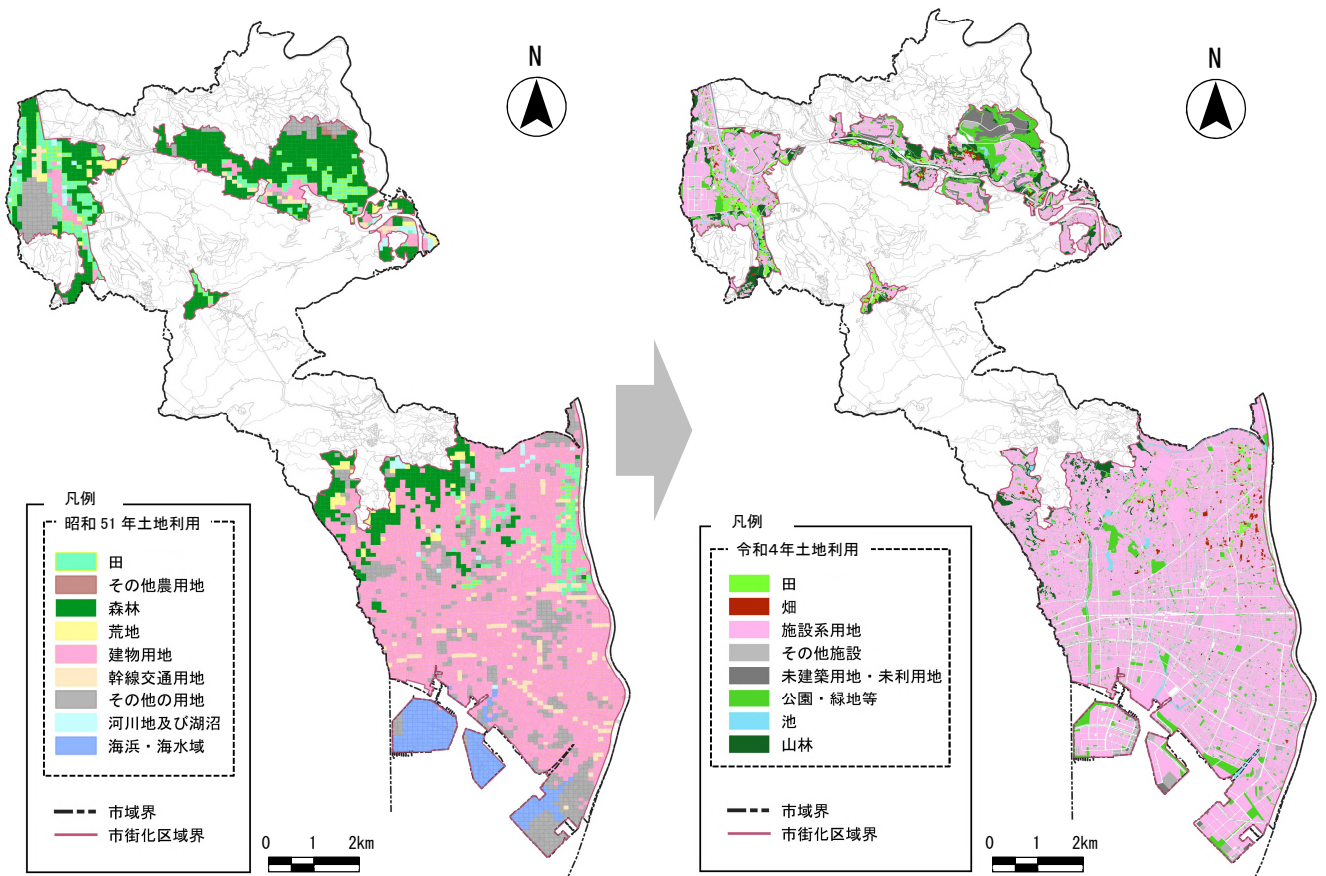 N
凡例
昭和51年土地利用
田
その他農用地
森林
荒地
建物用地
幹線交通用地
その他の用地
河川地及び湖沼
海浜・海水域
市域界
市街化区域界
0 1 2km
N
凡例
令和4年土地利用
田
畑
施設系用地
その他施設
未建築用地・未利用地
公園・緑地等
池
山林
市域界
市街化区域界
0 1 2km